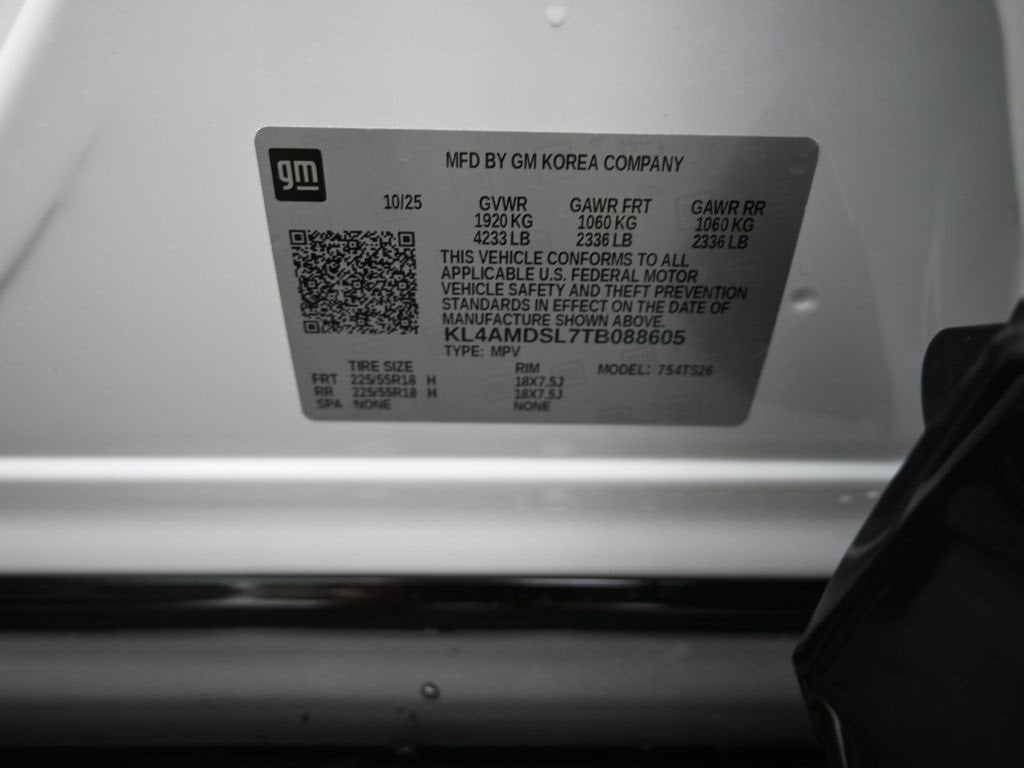 gm
MFD BY GM KOREA COMPANY
10/25 GVWR GAWR FRT GAWR RR
1920 KG 1060 KG 1060 KG
4233 LB 2336 LB 2336 LB
THIS VEHICLE CONFORMS TO ALL
APPLICABLE U.S. FEDERAL MOTOR
VEHICLE SAFETY AND THEFT PREVENTION
STANDARDS IN EFFECT ON THE DATE OF
MANUFACTURE SHOWN ABOVE.
KL4AMDSL7TB088605
TYPE: MPV
TIRE SIZE RIM MODEL: 754TS26
FRT 225/55R18 H 18X7.5J
RR 225/55R18 H 18X7.5J
SPA NONE NONE